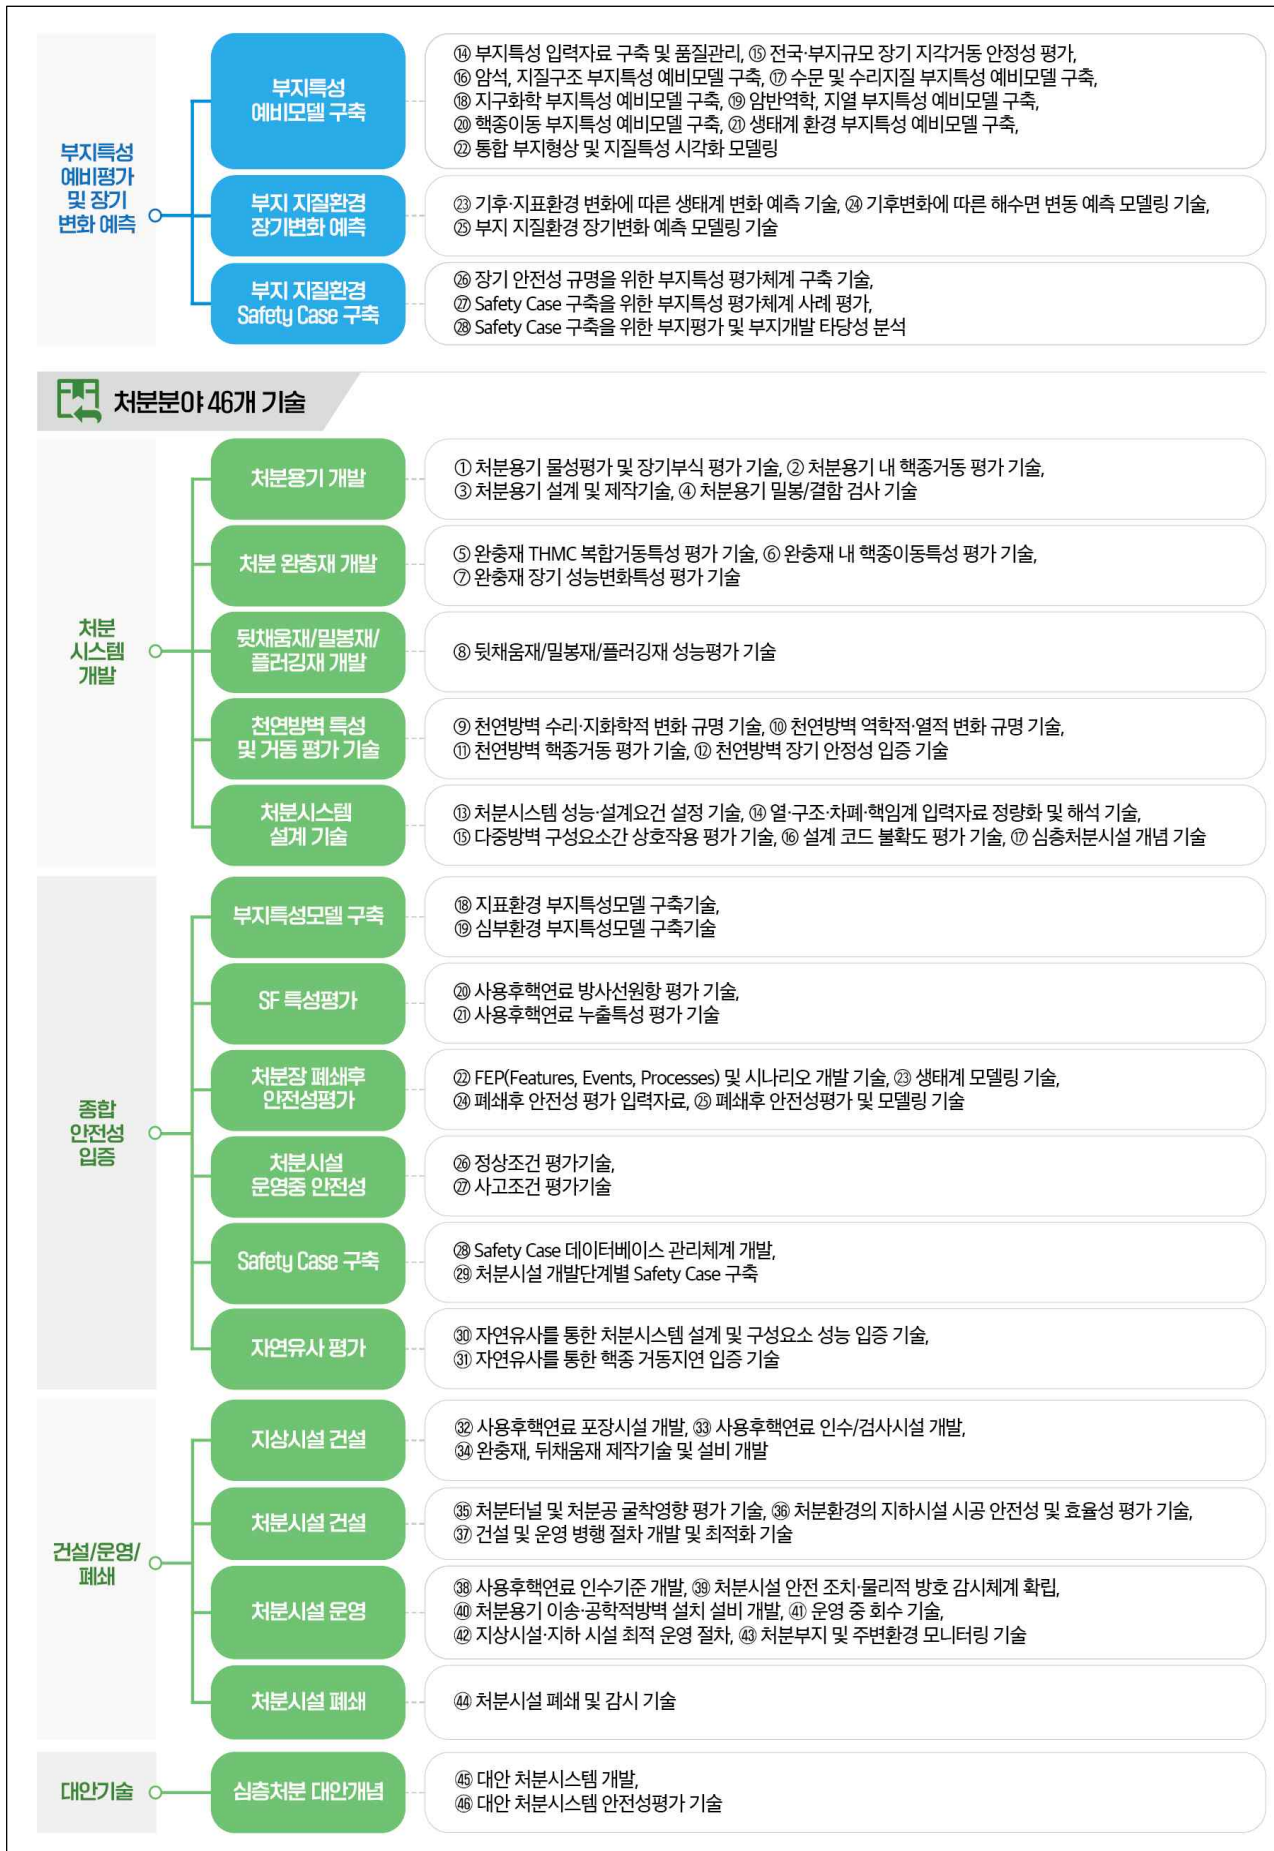 부지특성
예비평가
및 장기
변화 예측
부지특성
예비모델 구축
⑭ 부지특성 입력자료 구축 및 품질관리, ⑮ 전국·부지규모 장기 지각거동 안정성 평가,
⑯ 암석, 지질구조 부지특성 예비모델 구축, ⑰ 수문 및 수리지질 부지특성 예비모델 구축,
⑱ 지구화학 부지특성 예비모델 구축, ⑲ 암반역학, 지열 부지특성 예비모델 구축,
⑳ 핵종이동 부지특성 예비모델 구축, ㉑ 생태계 환경 부지특성 예비모델 구축,
㉒ 통합 부지형상 및 지질특성 시각화 모델링
부지 지질환경
장기변화 예측
㉓ 기후·지표환경 변화에 따른 생태계 변화 예측 기술, ㉔ 기후변화에 따른 해수면 변동 예측 모델링 기술,
㉕ 부지 지질환경 장기변화 예측 모델링 기술
부지 지질환경
Safety Case 구축
㉖ 장기 안전성 규명을 위한 부지특성 평가체계 구축 기술,
㉗ Safety Case 구축을 위한 부지특성 평가체계 사례 평가,
㉘ Safety Case 구축을 위한 부지평가 및 부지개발 타당성 분석
처분분야 46개 기술
처분
시스템
개발
처분용기 개발
① 처분용기 물성평가 및 장기부식 평가 기술, ② 처분용기 내 핵종거동 평가 기술,
③ 처분용기 설계 및 제작기술, ④ 처분용기 밀봉/결함 검사 기술
처분 완충재 개발
⑤ 완충재 THMC 복합거동특성 평가 기술, ⑥ 완충재 내 핵종이동특성 평가 기술,
⑦ 완충재 장기 성능변화특성 평가 기술
뒷채움재/밀봉재/
플러깅재 개발
⑧ 뒷채움재/밀봉재/플러깅재 성능평가 기술
천연방벽 특성
및 거동 평가 기술
⑨ 천연방벽 수리·지화학적 변화 규명 기술, ⑩ 천연방벽 역학적·열적 변화 규명 기술,
⑪ 천연방벽 핵종거동 평가 기술, ⑫ 천연방벽 장기 안정성 입증 기술
처분시스템
설계 기술
⑬ 처분시스템 성능·설계요건 설정 기술, ⑭ 열·구조·차폐·핵임계 입력자료 정량화 및 해석 기술,
⑮ 다중방벽 구성요소간 상호작용 평가 기술, ⑯ 설계 코드 불확도 평가 기술, ⑰ 심층처분시설 개념 기술
종합
안전성
입증
부지특성모델 구축
⑱ 지표환경 부지특성모델 구축기술,
⑲ 심부환경 부지특성모델 구축기술
SF 특성평가
⑳ 사용후핵연료 방사선원항 평가 기술,
㉑ 사용후핵연료 누출특성 평가 기술
처분장 폐쇄후
안전성평가
㉒ FEP(Features, Events, Processes) 및 시나리오 개발 기술, ㉓ 생태계 모델링 기술,
㉔ 폐쇄후 안전성 평가 입력자료, ㉕ 폐쇄후 안전성평가 및 모델링 기술
처분시설
운영중 안전성
㉖ 정상조건 평가기술,
㉗ 사고조건 평가기술
Safety Case 구축
㉘ Safety Case 데이터베이스 관리체계 개발,
㉙ 처분시설 개발단계별 Safety Case 구축
자연유사 평가
㉚ 자연유사를 통한 처분시스템 설계 및 구성요소 성능 입증 기술,
㉛ 자연유사를 통한 핵종 거동지연 입증 기술
건설/운영/
폐쇄
지상시설 건설
㉜ 사용후핵연료 포장시설 개발, ㉝ 사용후핵연료 인수/검사시설 개발,
㉞ 완충재, 뒤채움재 제작기술 및 설비 개발
처분시설 건설
㉟ 처분터널 및 처분공 굴착영향 평가 기술, ㊱ 처분환경의 지하시설 시공 안전성 및 효율성 평가 기술,
㊲ 건설 및 운영 병행 절차 개발 및 최적화 기술
처분시설 운영
㊳ 사용후핵연료 인수기준 개발, ㊴ 처분시설 안전 조치·물리적 방호 감시체계 확립,
㊵ 처분용기 이송·공학적방벽 설치 설비 개발, ㊶ 운영 중 회수 기술,
㊷ 지상시설·지하 시설 최적 운영 절차, ㊸ 처분부지 및 주변환경 모니터링 기술
처분시설 폐쇄
㊹ 처분시설 폐쇄 및 감시 기술
대안기술
심층처분 대안개념
㊺ 대안 처분시스템 개발,
㊻ 대안 처분시스템 안전성평가 기술